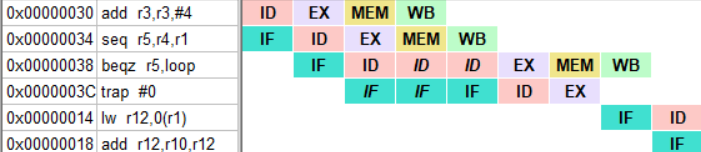 0x00000030 add r3,r3,#4 ID EX MEM WB
0x00000034 seq r5,r4,r1 IF ID EX MEM WB
0x00000038 beqz r5,loop IF ID ID ID EX MEM WB
0x0000003C trap #0 IF IF IF ID EX
0x00000014 lw r12,0(r1) IF ID
0x00000018 add r12,r10,r12 IF